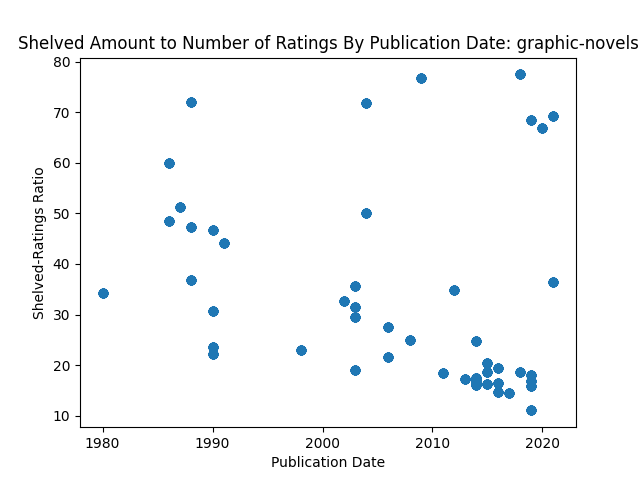 Shelved Amount to Number of Ratings By Publication Date: graphic-novels
80
70
60
50
40
30
20
10
Shelved-Ratings Ratio
1980 1990 2000 2010 2020
Publication Date